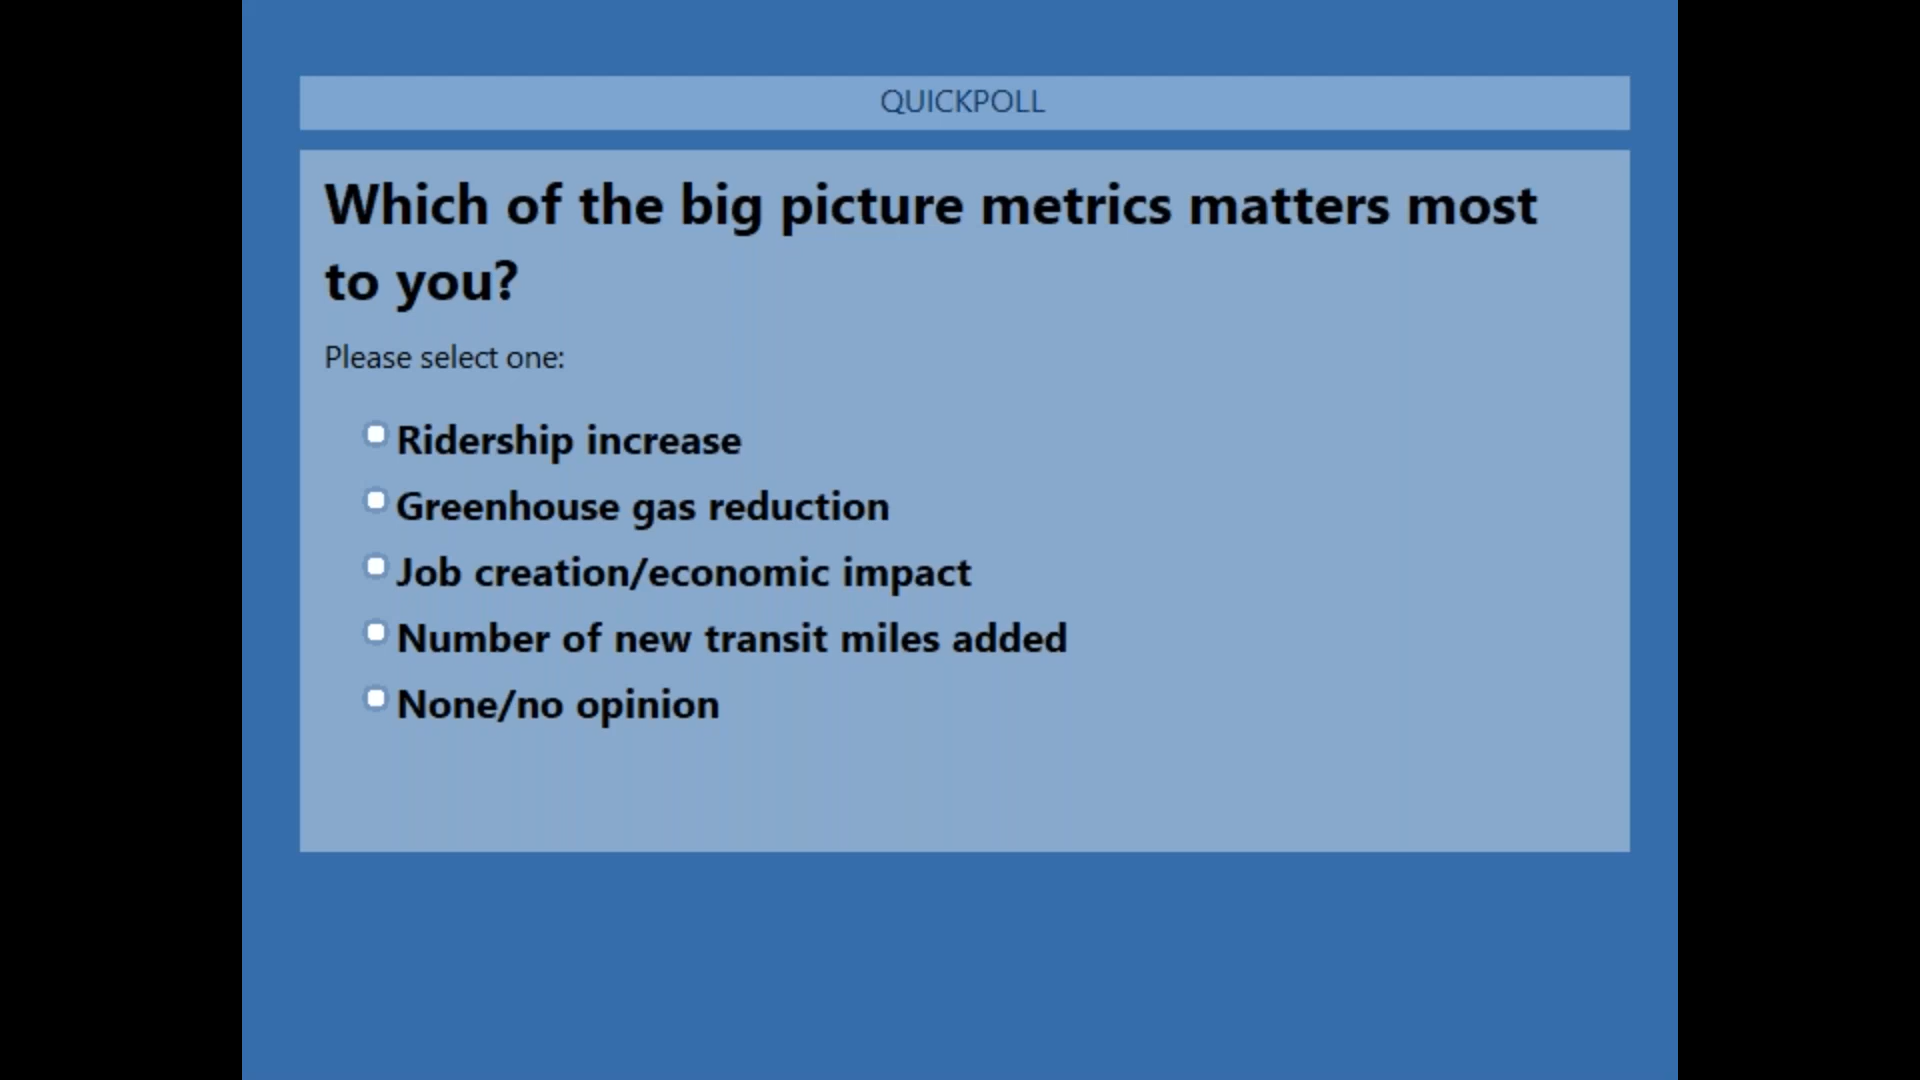 QUICKPOLL
Which of the big picture metrics matters most
to you?
Please select one:
Ridership increase
Greenhouse gas reduction
Job creation/economic impact
Number of new transit miles added
None/no opinion